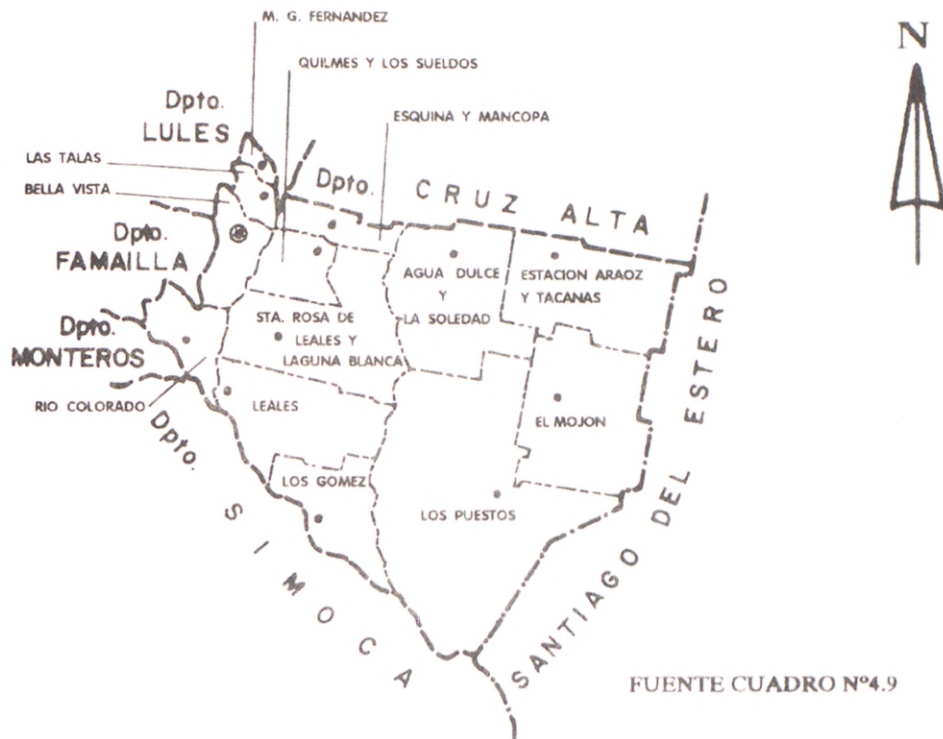 M. G. FERNANDEZ
N
QUILMES Y LOS SUELDOS
Dpto.
LULES
ESQUINA Y MANCOPA
LAS TALAS
BELLA VISTA
Dpto. CRUZ ALTA
Dpto.
FAMAILLA
AGUA DULCE
Y
LA SOLEDAD
ESTACION ARAOZ
Y TACANAS
STA. ROSA DE
LEALES Y
LAGUNA BLANCA
Dpto.
MONTEROS
RIO COLORADO
LEALES
EL MOJON
Dpto. SIMOCA
LOS GOMEZ
LOS PUESTOS
SANTIAGO DEL ESTERO
FUENTE CUADRO Nº4.9